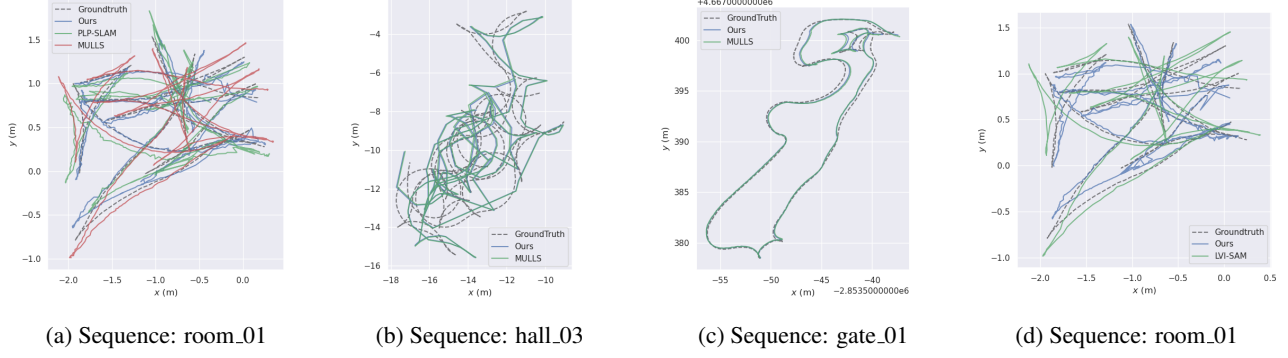 Groundtruth
Ours
PLP-SLAM
MULLS
1.5
1.0
0.5
0.0
−0.5
−1.0
y (m)
−2.0 −1.5 −1.0 −0.5 0.0
x (m)
(a) Sequence: room_01
−4
−6
−8
−10
−12
−14
−16
y (m)
GroundTruth
Ours
MULLS
−18 −16 −14 −12 −10
x (m)
(b) Sequence: hall_03
+4.6670000000e6
GroundTruth
Ours
MULLS
400
395
390
385
380
y (m)
−55 −50 −45 −40
x (m)
−2.8535000000e6
(c) Sequence: gate_01
1.5
1.0
0.5
0.0
−0.5
−1.0
y (m)
Groundtruth
Ours
LVI-SAM
−2.0 −1.5 −1.0 −0.5 0.0 0.5
x (m)
(d) Sequence: room_01